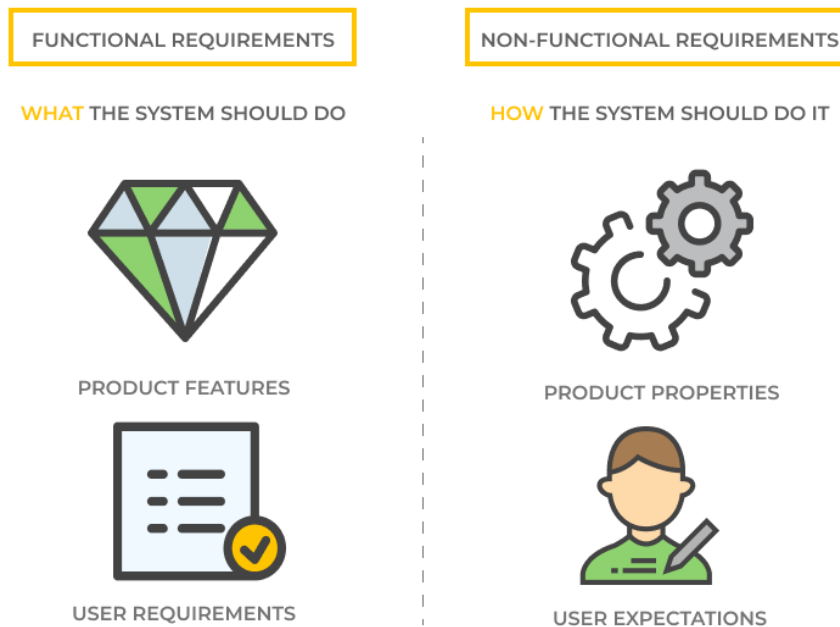 FUNCTIONAL REQUIREMENTS
WHAT THE SYSTEM SHOULD DO
PRODUCT FEATURES
USER REQUIREMENTS
NON-FUNCTIONAL REQUIREMENTS
HOW THE SYSTEM SHOULD DO IT
PRODUCT PROPERTIES
USER EXPECTATIONS